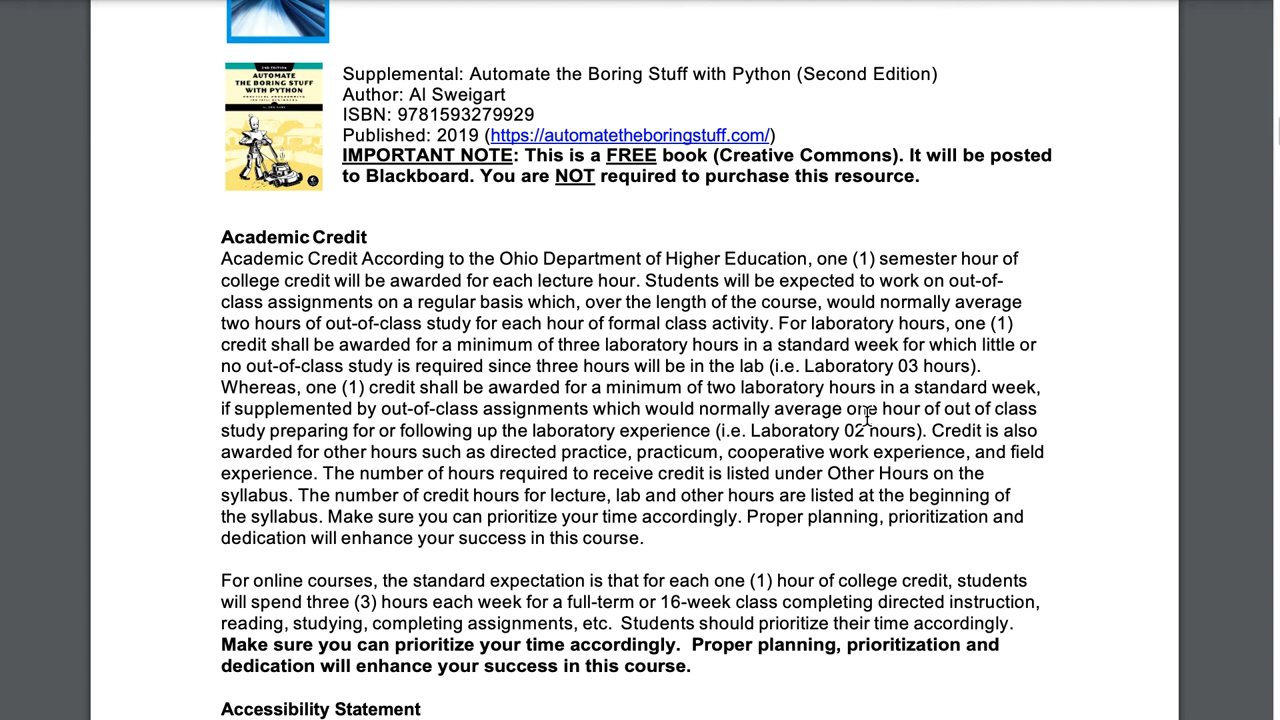 2ND EDITION
AUTOMATE
THE BORING STUFF
WITH PYTHON
Supplemental: Automate the Boring Stuff with Python (Second Edition)
Author: Al Sweigart
ISBN: 9781593279929
Published: 2019 (https://automatetheboringstuff.com/)
IMPORTANT NOTE: This is a FREE book (Creative Commons). It will be posted
to Blackboard. You are NOT required to purchase this resource.
Academic Credit
Academic Credit According to the Ohio Department of Higher Education, one (1) semester hour of
college credit will be awarded for each lecture hour. Students will be expected to work on out-of-
class assignments on a regular basis which, over the length of the course, would normally average
two hours of out-of-class study for each hour of formal class activity. For laboratory hours, one (1)
credit shall be awarded for a minimum of three laboratory hours in a standard week for which little or
no out-of-class study is required since three hours will be in the lab (i.e. Laboratory 03 hours).
Whereas, one (1) credit shall be awarded for a minimum of two laboratory hours in a standard week,
if supplemented by out-of-class assignments which would normally average one hour of out of class
study preparing for or following up the laboratory experience (i.e. Laboratory 02 hours). Credit is also
awarded for other hours such as directed practice, practicum, cooperative work experience, and field
experience. The number of hours required to receive credit is listed under Other Hours on the
syllabus. The number of credit hours for lecture, lab and other hours are listed at the beginning of
the syllabus. Make sure you can prioritize your time accordingly. Proper planning, prioritization and
dedication will enhance your success in this course.
For online courses, the standard expectation is that for each one (1) hour of college credit, students
will spend three (3) hours each week for a full-term or 16-week class completing directed instruction,
reading, studying, completing assignments, etc. Students should prioritize their time accordingly.
Make sure you can prioritize your time accordingly. Proper planning, prioritization and
dedication will enhance your success in this course.
Accessibility Statement